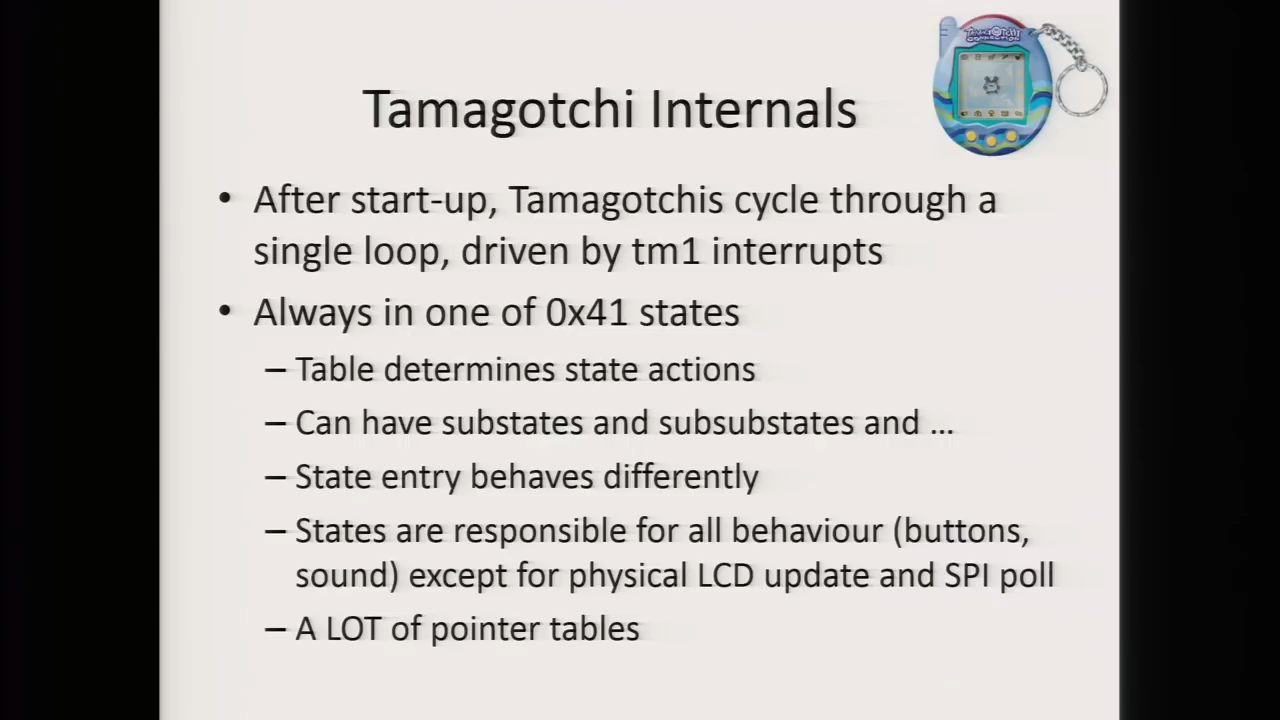 Tamagotchi Internals
• After start-up, Tamagotchis cycle through a
single loop, driven by tm1 interrupts
• Always in one of 0x41 states
– Table determines state actions
– Can have substates and subsubstates and ...
– State entry behaves differently
– States are responsible for all behaviour (buttons,
sound) except for physical LCD update and SPI poll
– A LOT of pointer tables